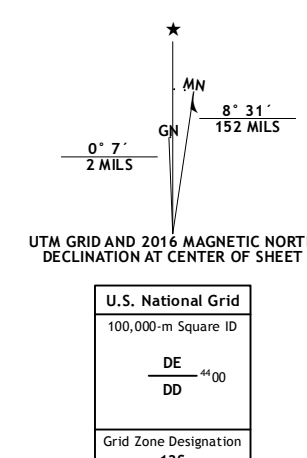 ★
MN
8° 31´
152 MILS
GN
0° 7´
2 MILS
UTM GRID AND 2016 MAGNETIC NORT
DECLINATION AT CENTER OF SHEET
U.S. National Grid
100,000-m Square ID
DE
44 00
DD
Grid Zone Designation